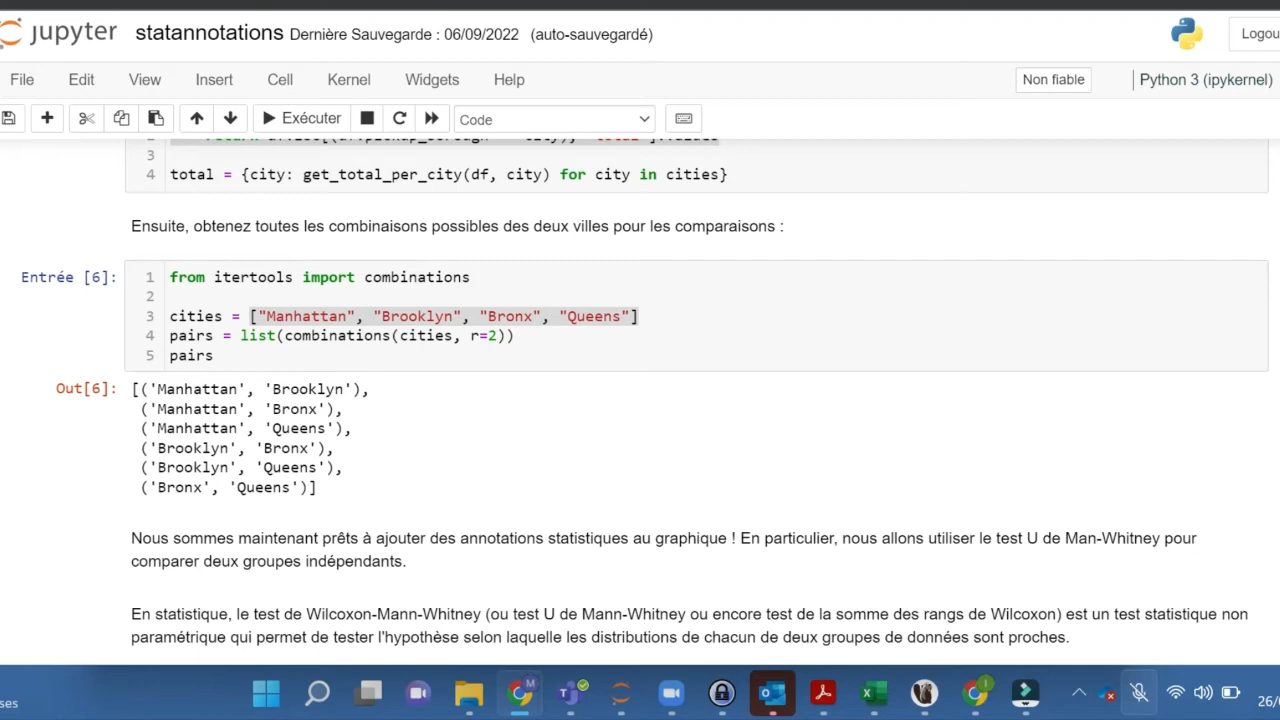 jupyter statannotations Dernière Sauvegarde : 06/09/2022 (auto-sauvegardé) Logou
File Edit View Insert Cell Kernel Widgets Help Non fiable Python 3 (ipykernel)
Exécuter Code
3
4 total = {city: get_total_per_city(df, city) for city in cities}
Ensuite, obtenez toutes les combinaisons possibles des deux villes pour les comparaisons :
Entrée [6]: 1 from itertools import combinations
2
3 cities = ["Manhattan", "Brooklyn", "Bronx", "Queens"]
4 pairs = list(combinations(cities, r=2))
5 pairs
Out[6]: [('Manhattan', 'Brooklyn'),
('Manhattan', 'Bronx'),
('Manhattan', 'Queens'),
('Brooklyn', 'Bronx'),
('Brooklyn', 'Queens'),
('Bronx', 'Queens')]
Nous sommes maintenant prêts à ajouter des annotations statistiques au graphique ! En particulier, nous allons utiliser le test U de Man-Whitney pour
comparer deux groupes indépendants.
En statistique, le test de Wilcoxon-Mann-Whitney (ou test U de Mann-Whitney ou encore test de la somme des rangs de Wilcoxon) est un test statistique non
paramétrique qui permet de tester l'hypothèse selon laquelle les distributions de chacun de deux groupes de données sont proches.
ses 26/